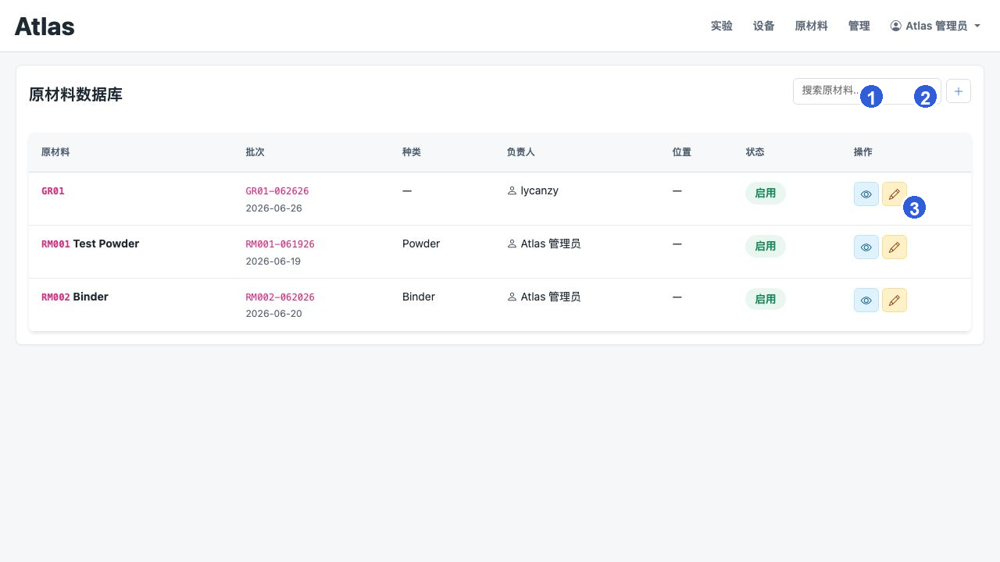 Atlas
实验 设备 原材料 管理 Atlas 管理员
原材料数据库
搜索原材料..
1
2
+
原材料 批次 种类 负责人 位置 状态 操作
GR01 GR01-062626 — lycanzy — 启用
2026-06-26
3
RM001 Test Powder RM001-061926 Powder Atlas 管理员 — 启用
2026-06-19
RM002 Binder RM002-062026 Binder Atlas 管理员 — 启用
2026-06-20